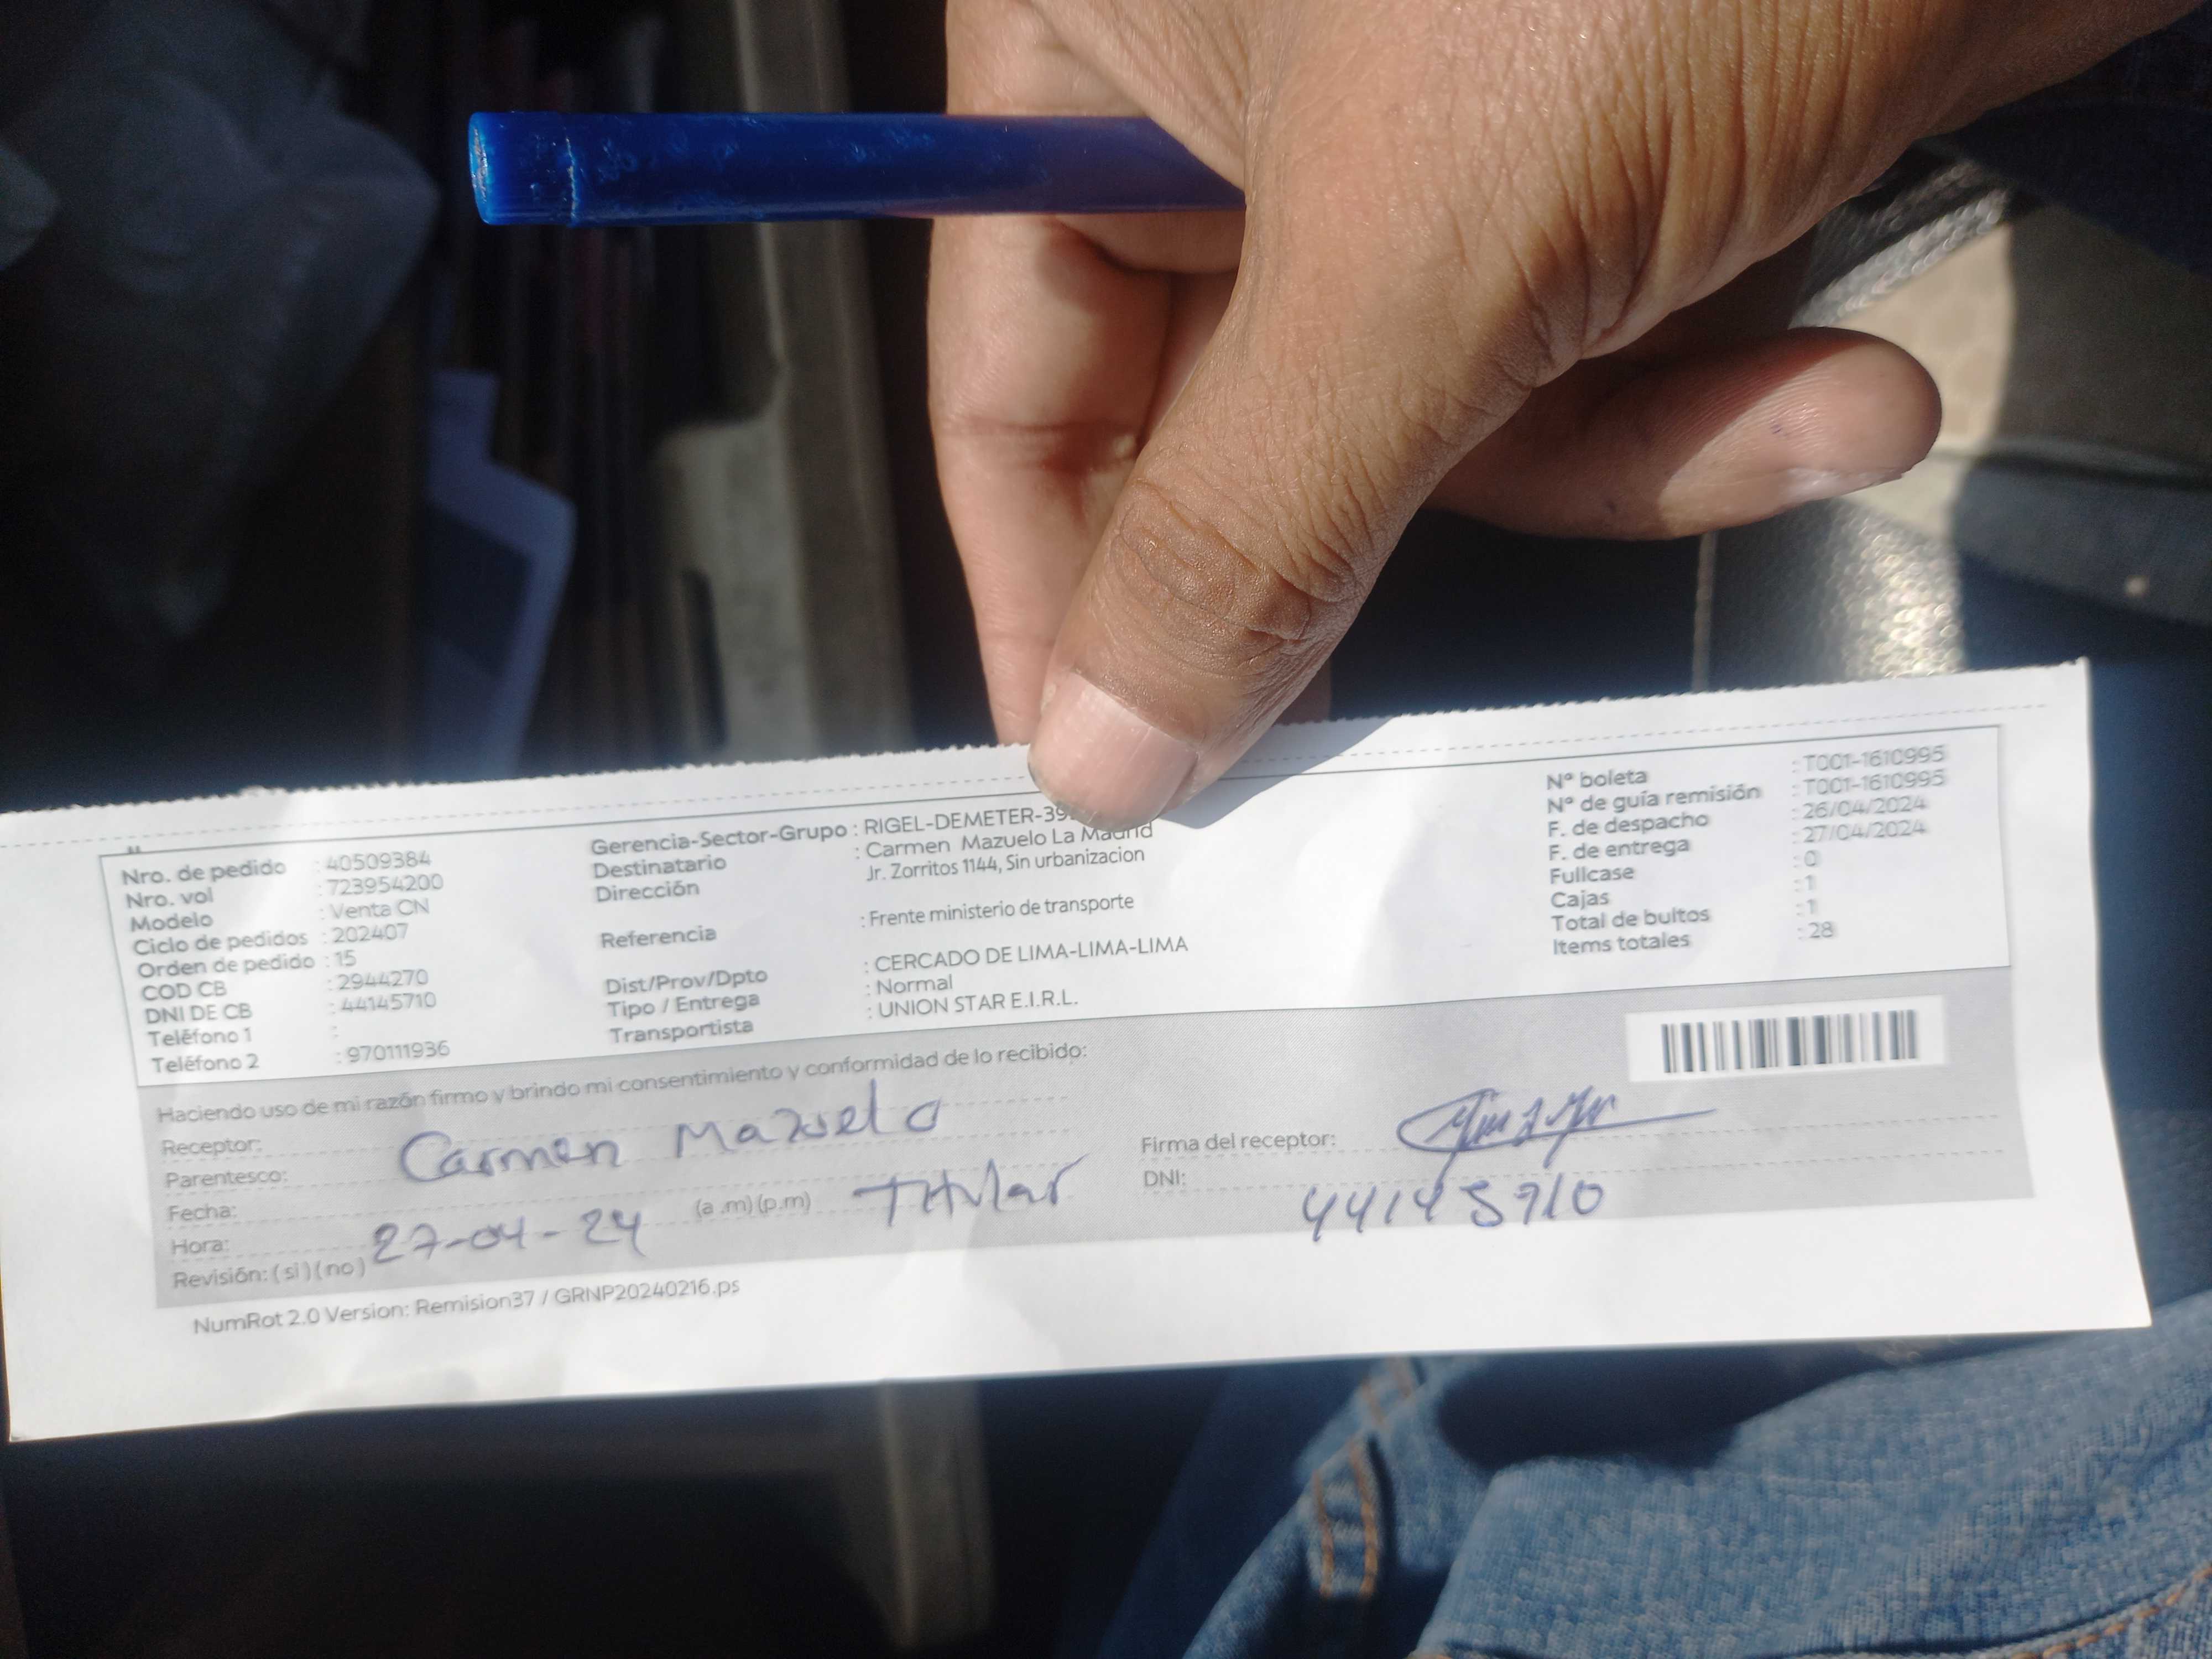 Nro. de pedido : 40509384
Nro. vol : 723954200
Modelo : Venta CN
Ciclo de pedidos : 202407
Orden de pedido : 15
COD CB : 2944270
DNI DE CB : 44145710
Teléfono 1 :
Teléfono 2 : 970111936
Gerencia-Sector-Grupo : RIGEL-DEMETER-39
Destinatario : Carmen Mazuelo La Madrid
Dirección Jr. Zorritos 1144, Sin urbanizacion
Referencia : Frente ministerio de transporte
Dist/Prov/Dpto : CERCADO DE LIMA-LIMA-LIMA
Tipo / Entrega : Normal
Transportista : UNION STAR E.I.R.L.
Nº boleta : T001-1610995
Nº de guía remisión : T001-1610995
F. de despacho : 26/04/2024
F. de entrega : 27/04/2024
Fullcase : 0
Cajas : 1
Total de bultos : 1
Items totales : 28
Haciendo uso de mi razón firmo y brindo mi consentimiento y conformidad de lo recibido:
Receptor: Carmen Mazuelo
Parentesco: Titular
Fecha: 27-04-24
Hora: (a .m) (p.m)
Revisión: ( si ) ( no )
Firma del receptor:
DNI: 44145710
NumRot 2.0 Version: Remision37 / GRNP20240216.ps